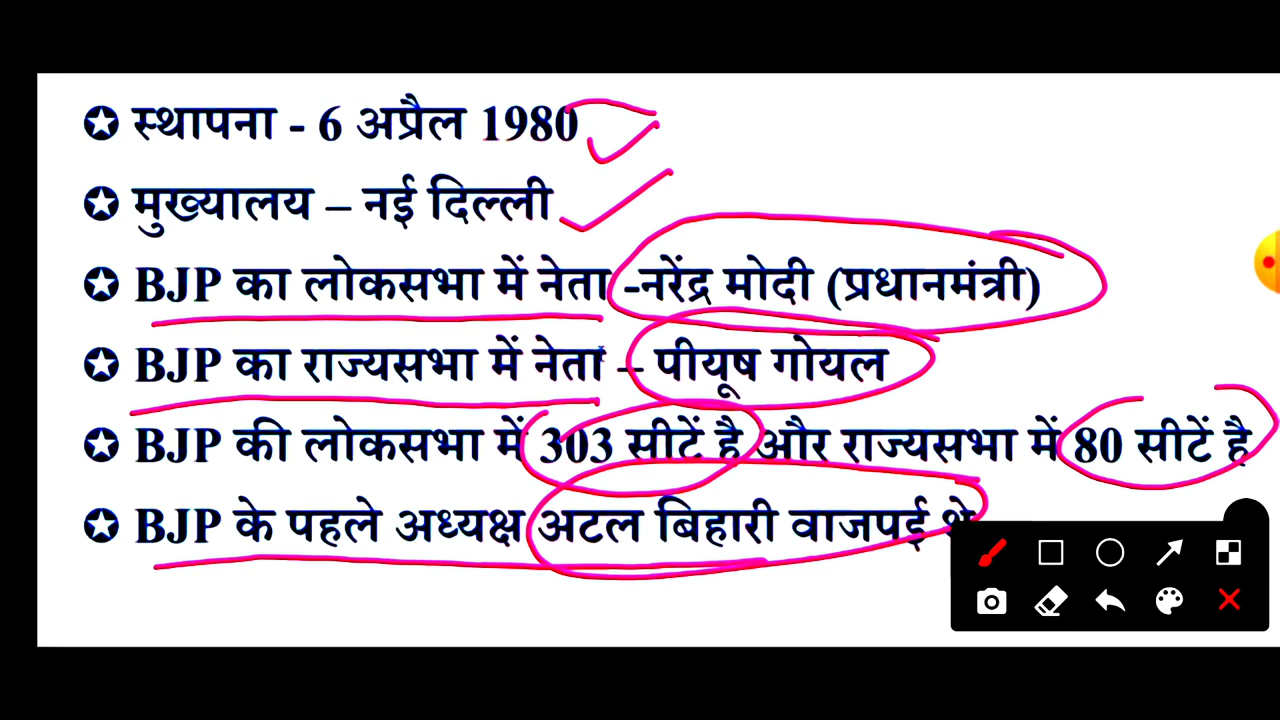 ✪ स्थापना - 6 अप्रैल 1980
✪ मुख्यालय – नई दिल्ली
✪ BJP का लोकसभा में नेता -नरेंद्र मोदी (प्रधानमंत्री)
✪ BJP का राज्यसभा में नेता – पीयूष गोयल
✪ BJP की लोकसभा में 303 सीटें है और राज्यसभा में 80 सीटें है
✪ BJP के पहले अध्यक्ष अटल बिहारी वाजपई थे